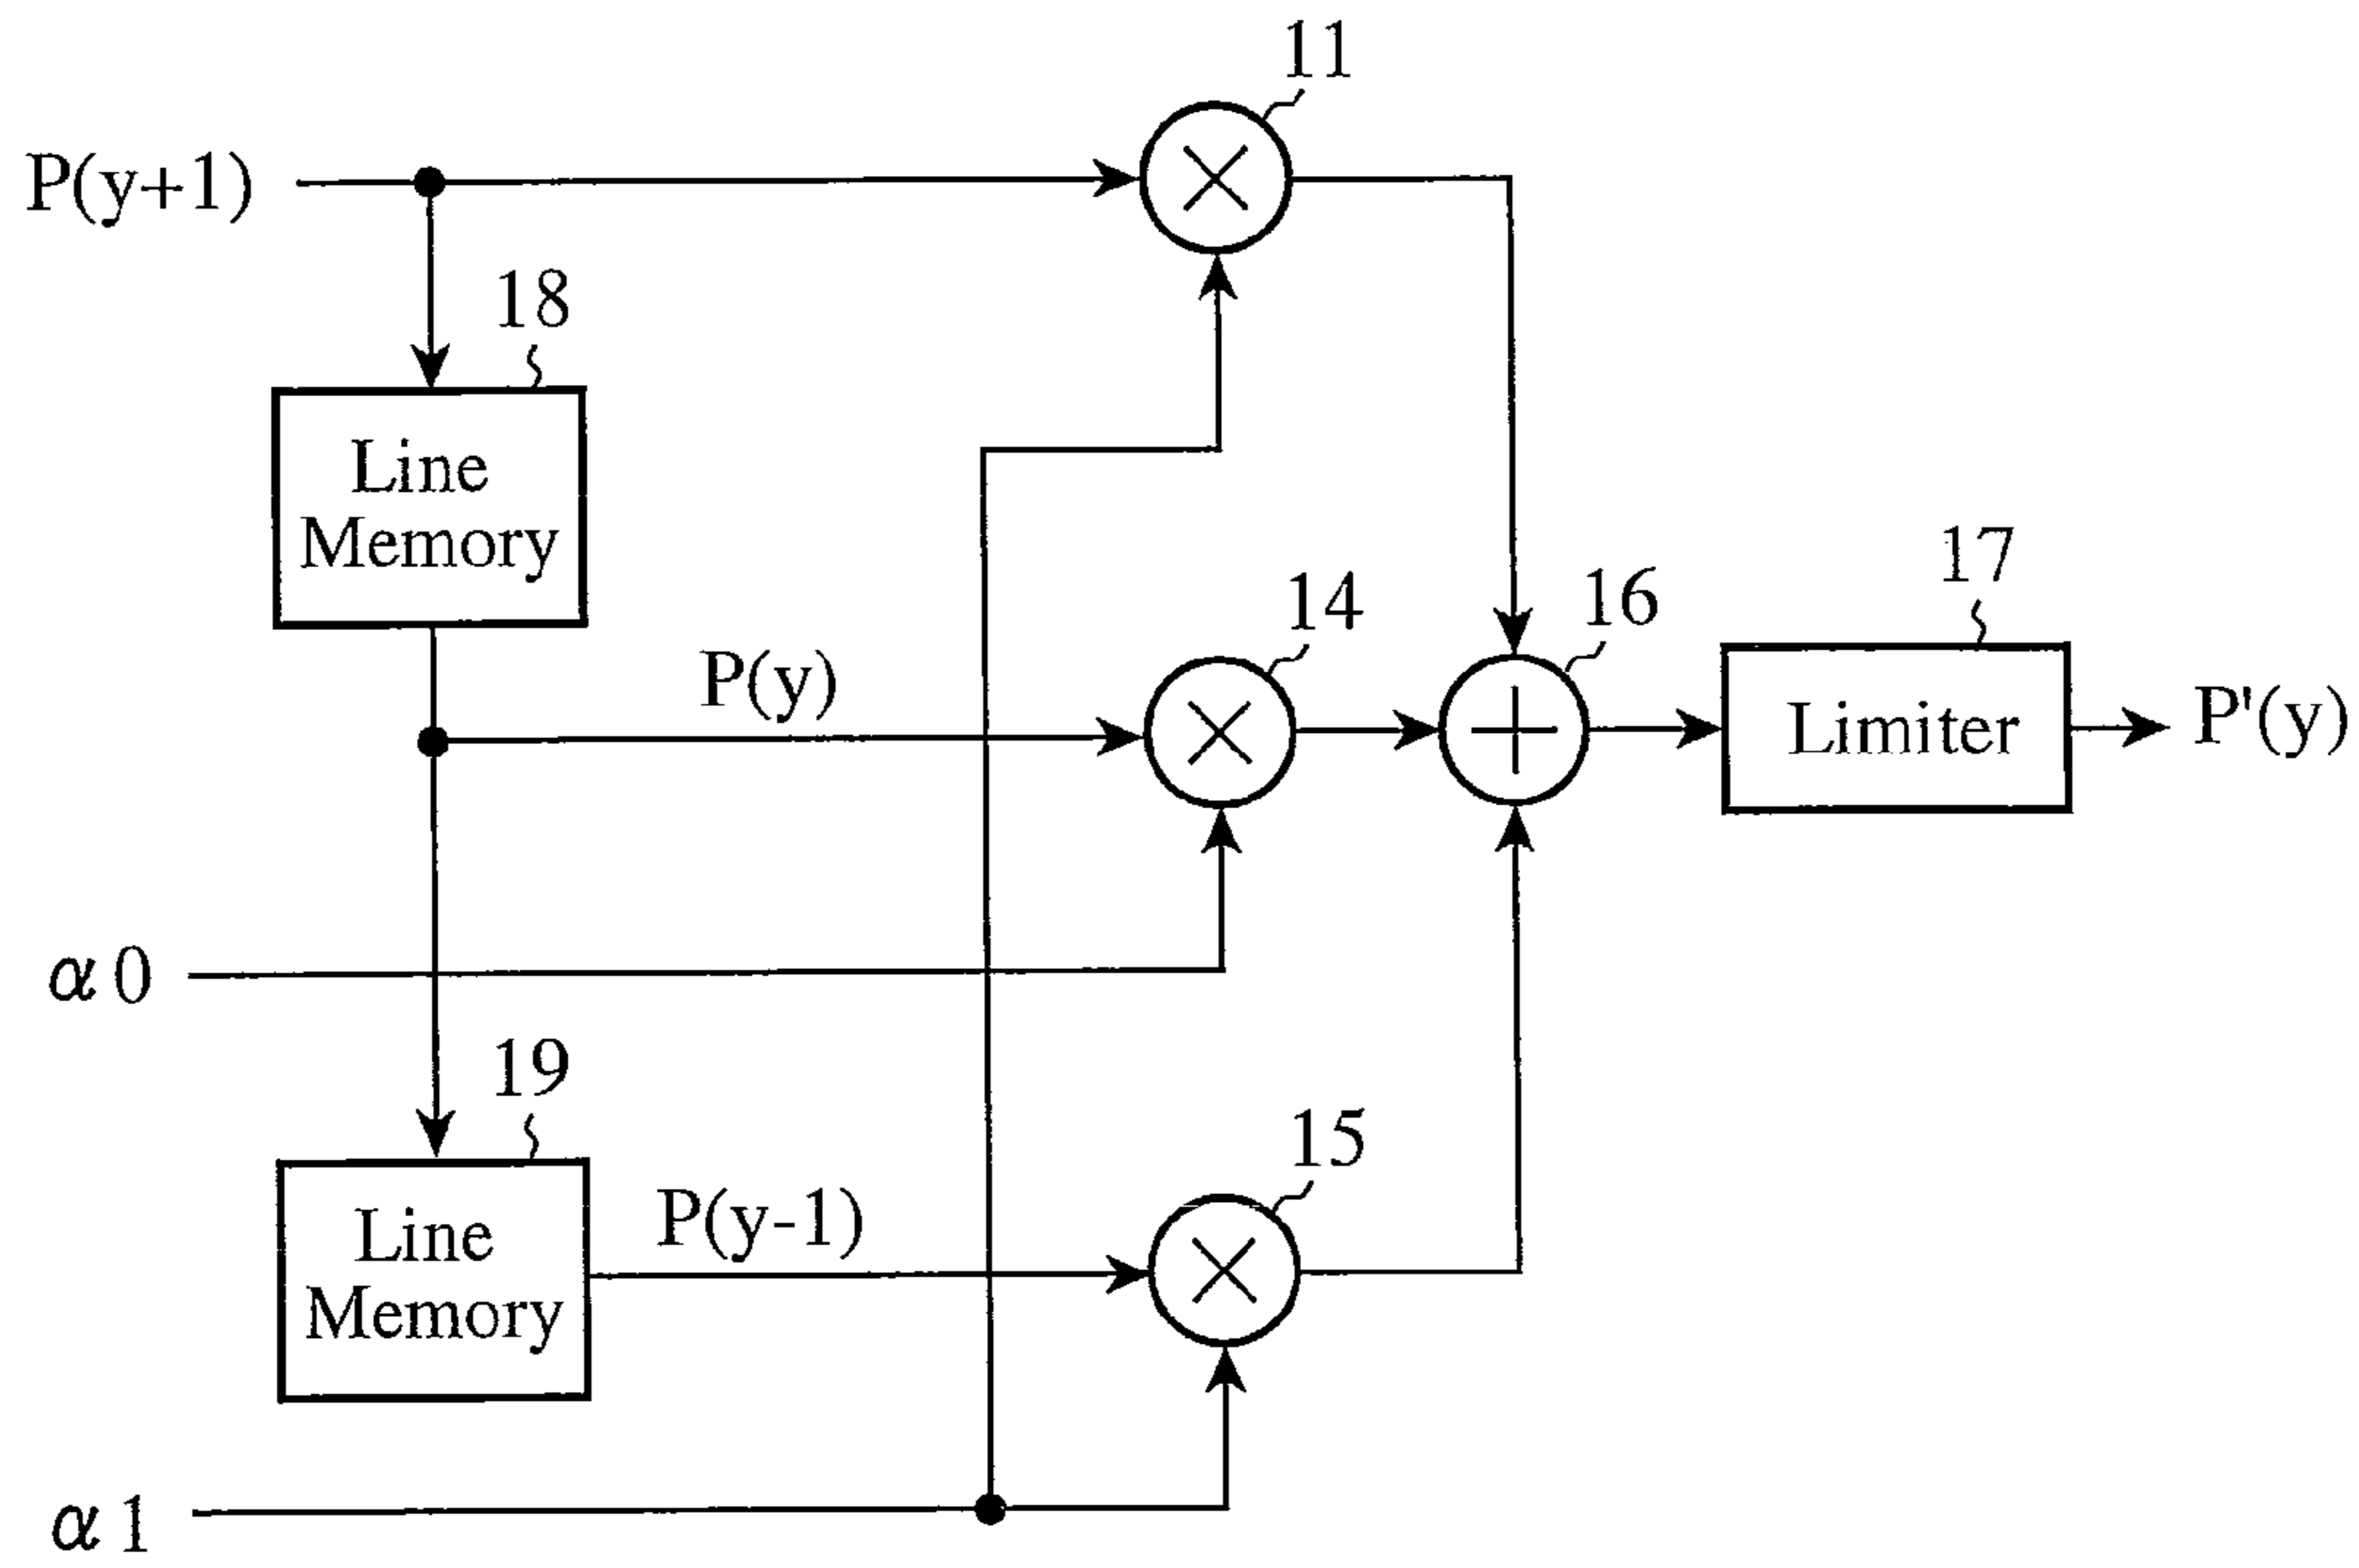 11
P(y+1)
18
Line
Memory
17
14
16
P(y)
Limiter
P'(y)
α 0
19
15
Line
Memory
P(y-1)
α 1